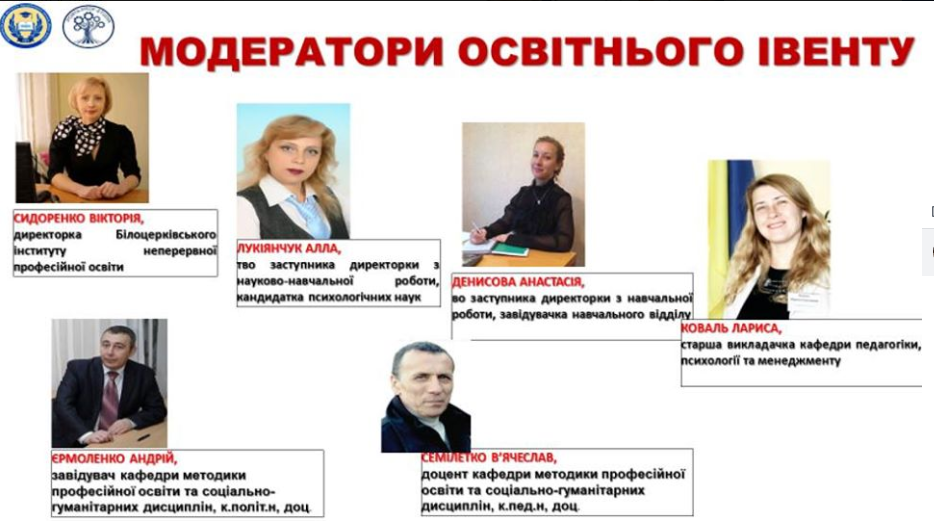 МОДЕРАТОРИ ОСВІТНЬОГО ІВЕНТУ
СИДОРЕНКО ВІКТОРІЯ,
директорка Білоцерківського
інституту неперервної
професійної освіти
ЛУКІЯНЧУК АЛЛА,
тво заступника директорки з
науково-навчальної роботи,
кандидатка психологічних наук
ДЕНИСОВА АНАСТАСІЯ,
во заступника директорки з навчальної
роботи, завідувачка навчального відділу
КОВАЛЬ ЛАРИСА,
старша викладачка кафедри педагогіки,
психології та менеджменту
ЄРМОЛЕНКО АНДРІЙ,
завідувач кафедри методики
професійної освіти та соціально-
гуманітарних дисциплін, к.політ.н, доц.
СЕМІЛЕТКО В'ЯЧЕСЛАВ,
доцент кафедри методики професійної
освіти та соціально-гуманітарних
дисциплін, к.пед.н, доц.